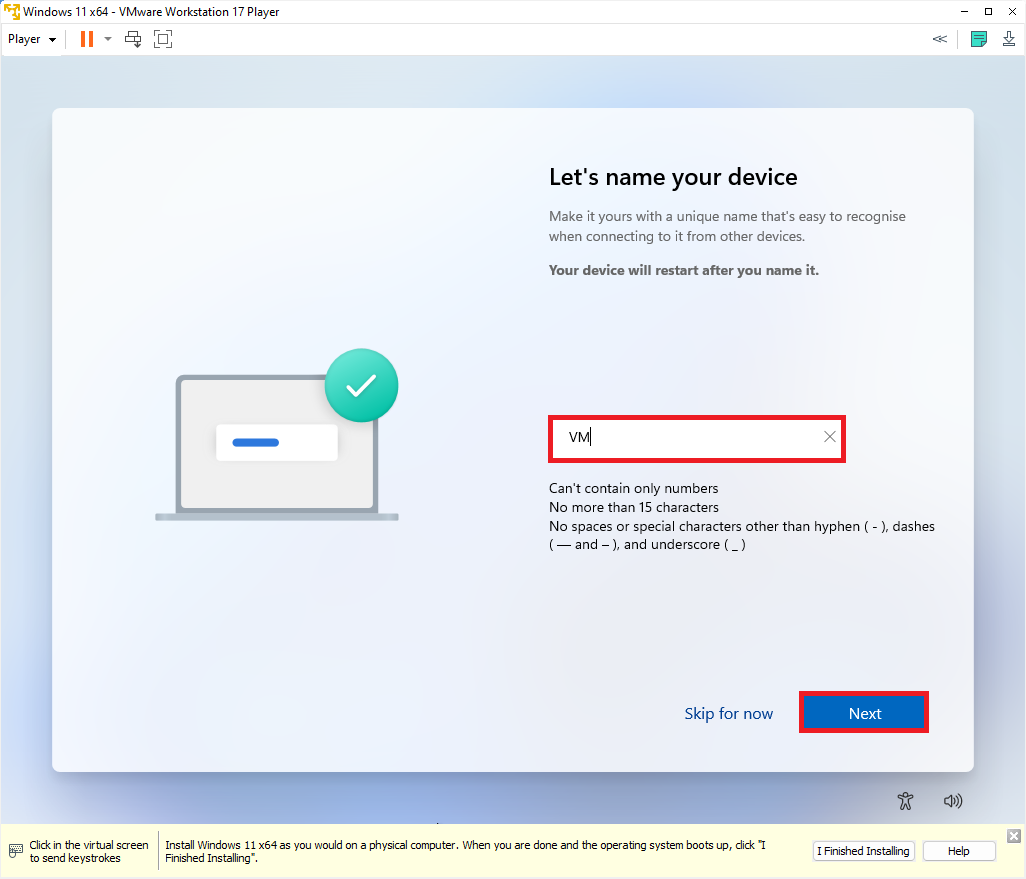 Windows 11 x64 - VMware Workstation 17 Player
Player
Let's name your device
Make it yours with a unique name that's easy to recognise
when connecting to it from other devices.
Your device will restart after you name it.
VM
Can't contain only numbers
No more than 15 characters
No spaces or special characters other than hyphen ( - ), dashes
( — and – ), and underscore ( _ )
Skip for now
Next
Click in the virtual screen
to send keystrokes
Install Windows 11 x64 as you would on a physical computer. When you are done and the operating system boots up, click "I
Finished Installing".
I Finished Installing
Help